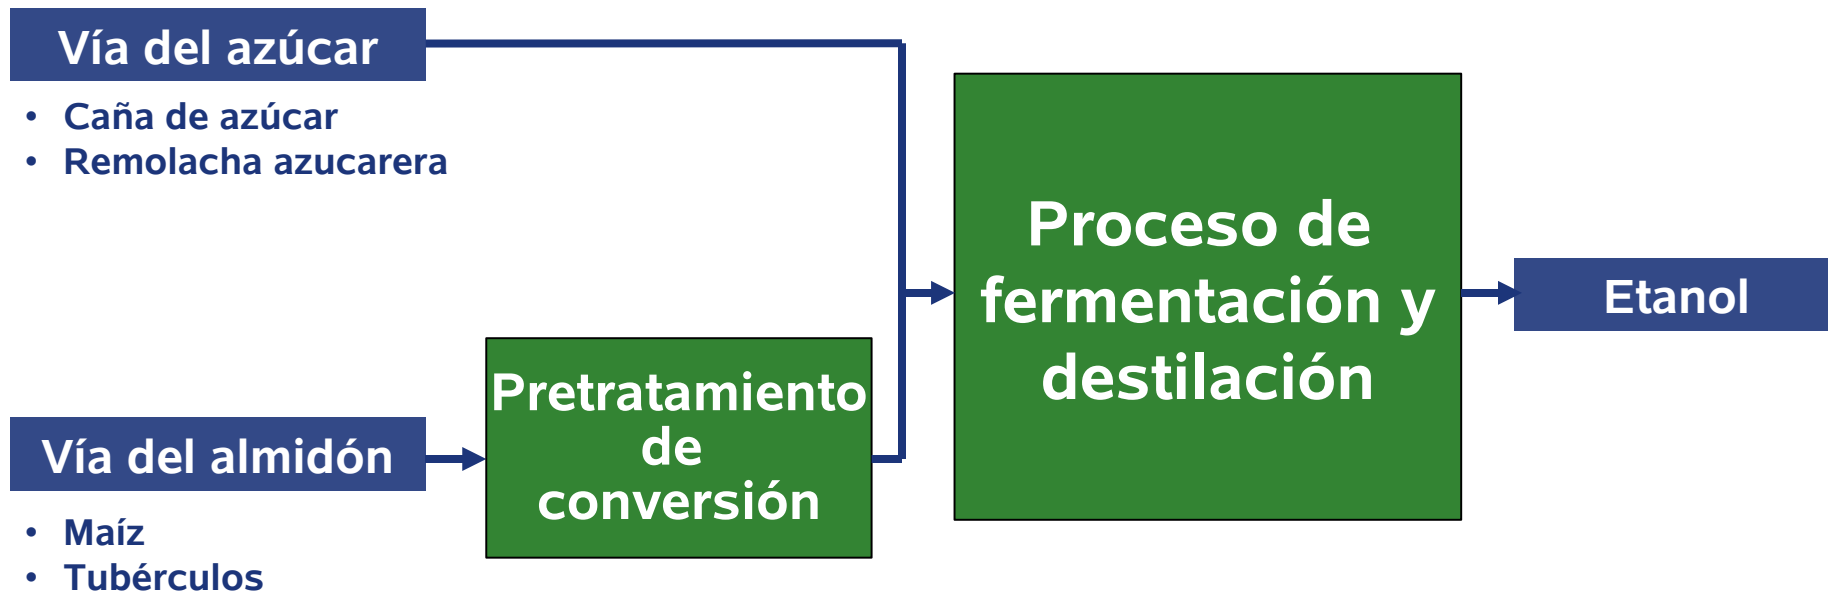 Vía del azúcar
• Caña de azúcar
• Remolacha azucarera
Proceso de
fermentación y
destilación
Etanol
Pretratamiento
de
conversión
Vía del almidón
• Maíz
• Tubérculos